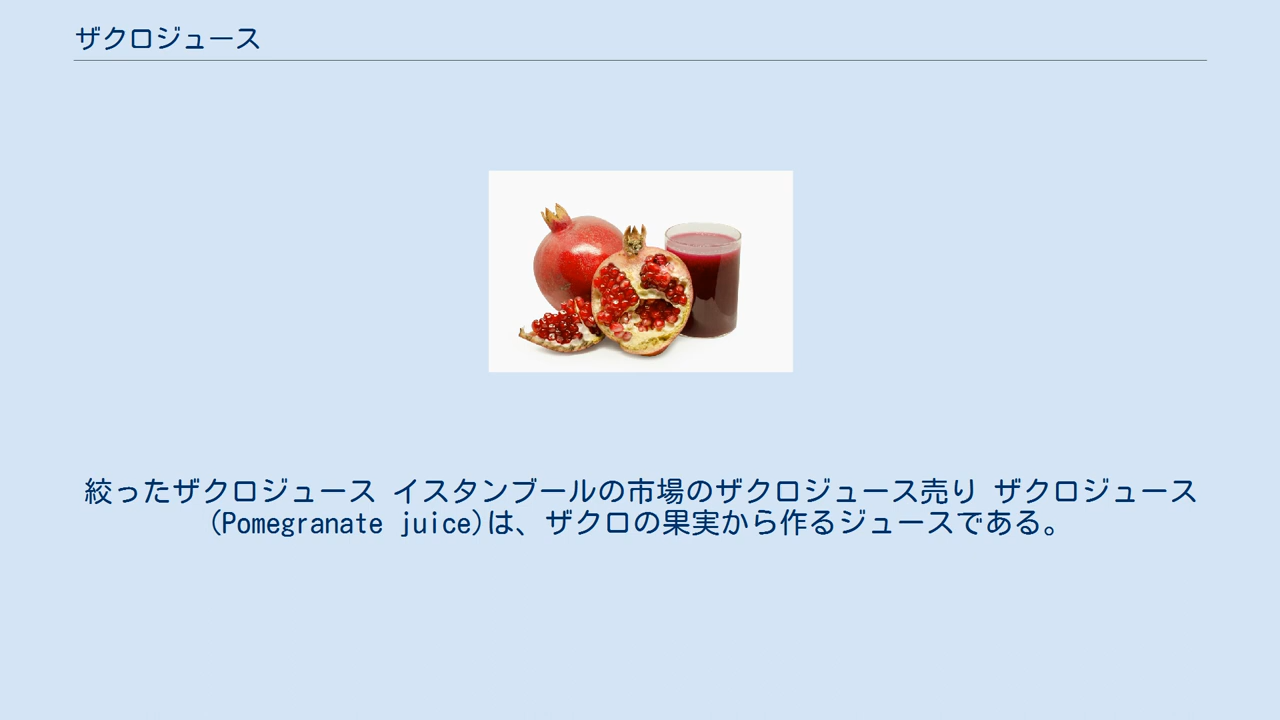 ザクロジュース
絞ったザクロジュース イスタンブールの市場のザクロジュース売り ザクロジュース
(Pomegranate juice)は、ザクロの果実から作るジュースである。